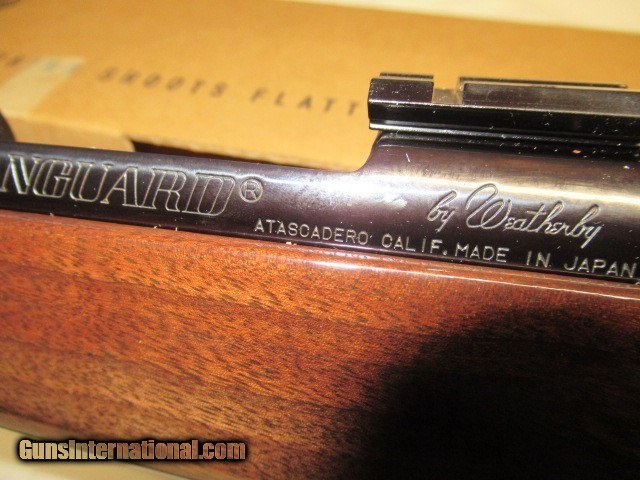 SHOOTS FLATT
NGUARD®
by Weatherby
ATASCADERO CALIF. MADE IN JAPAN
GunsInternational.com